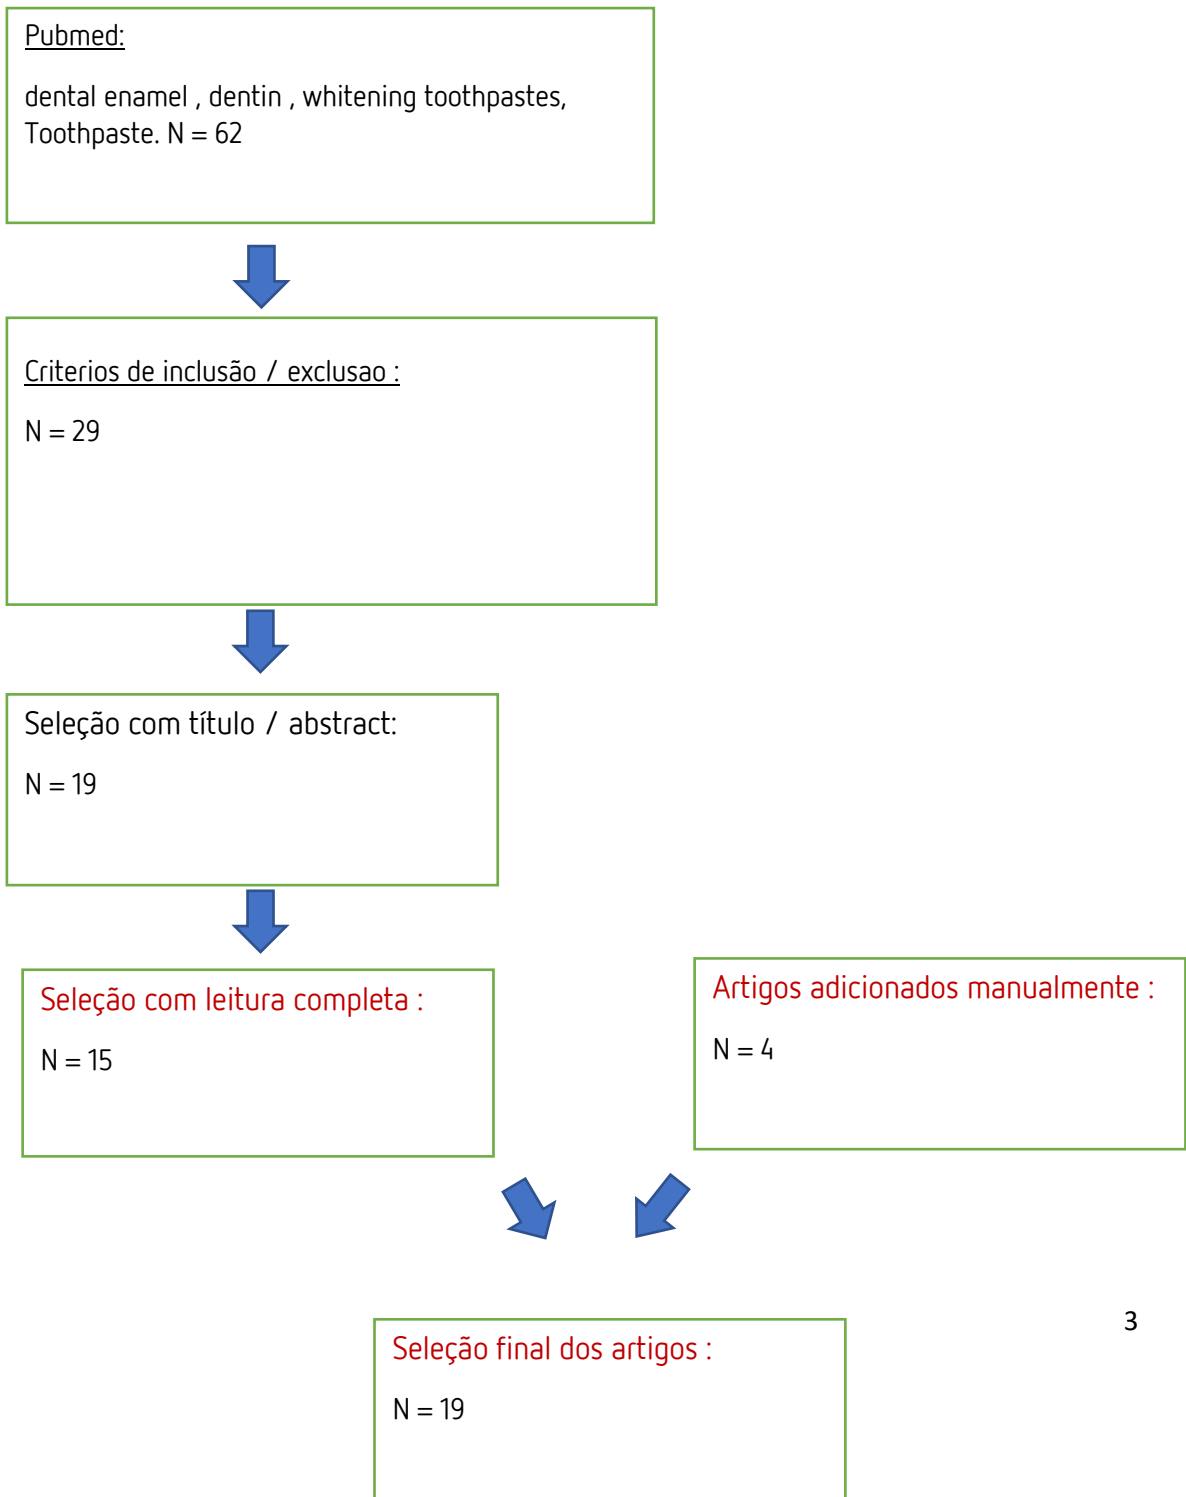 Pubmed:
dental enamel , dentin , whitening toothpastes,
Toothpaste. N = 62
Criterios de inclusão / exclusao :
N = 29
Seleção com título / abstract:
N = 19
Seleção com leitura completa :
N = 15
Artigos adicionados manualmente :
N = 4
3
Seleção final dos artigos :
N = 19